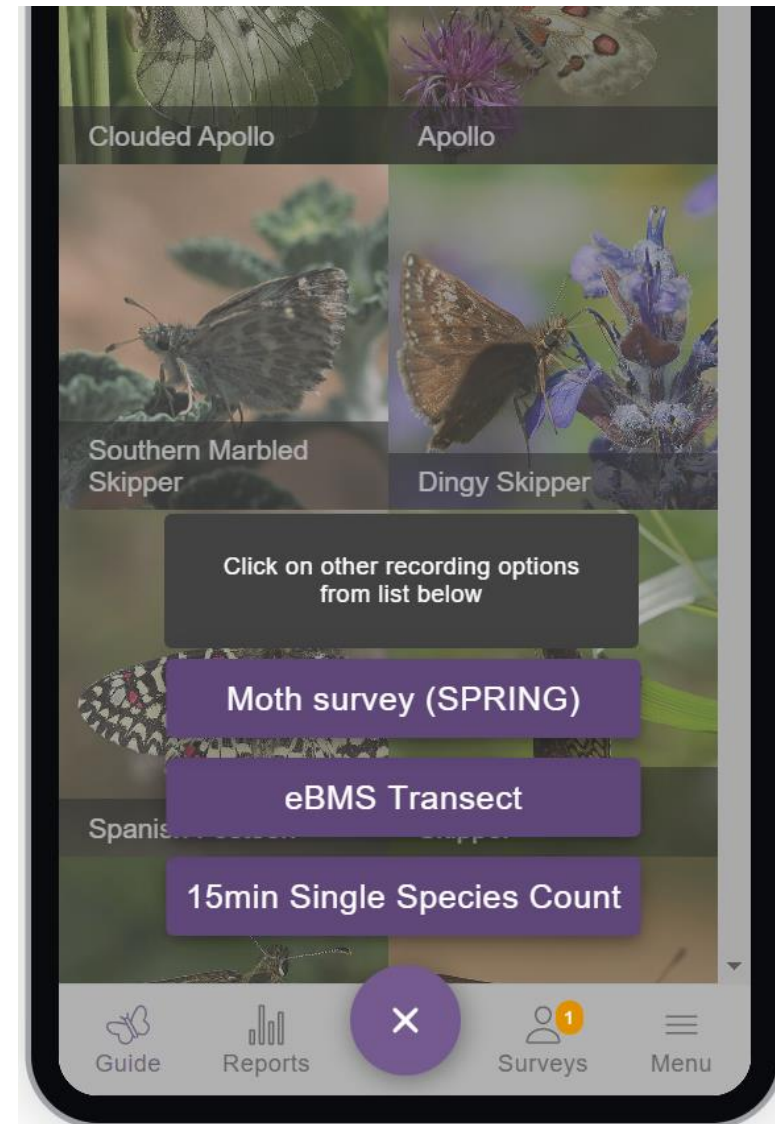 Clouded Apollo
Apollo
Southern Marbled
Skipper
Dingy Skipper
Click on other recording options
from list below
Moth survey (SPRING)
Spanish
eBMS Transect
15min Single Species Count
1
Guide
Reports
Surveys
Menu